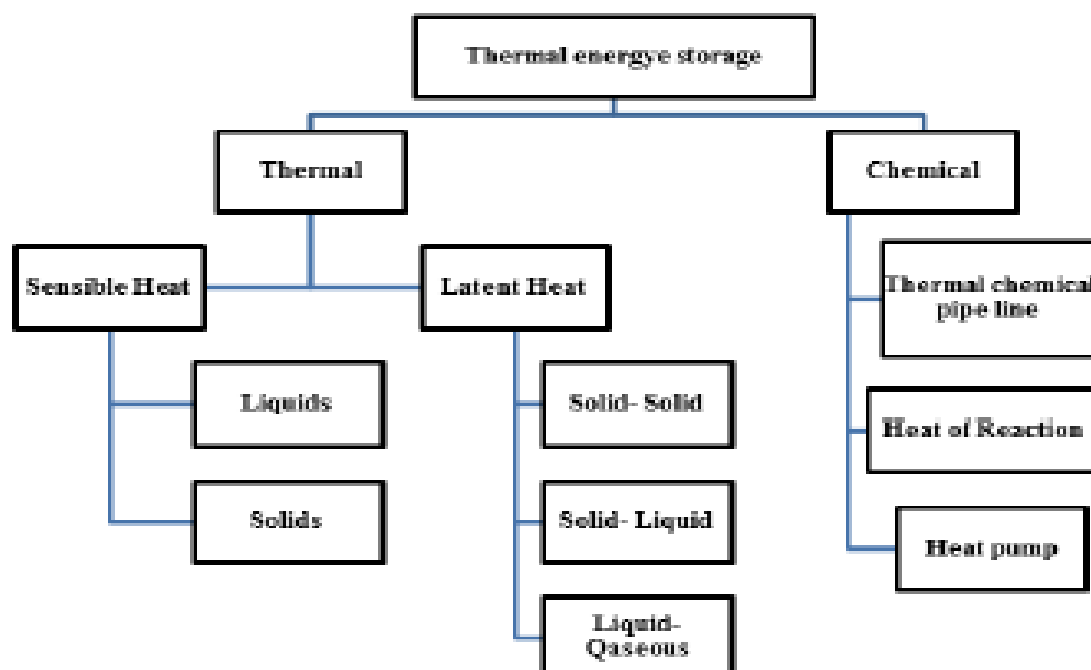 Thermal energye storage
Thermal
Chemical
Sensible Heat
Latent Heat
Thermal chemical
pipe line
Liquids
Solid- Solid
Heat of Reaction
Solids
Solid- Liquid
Heat pump
Liquid-
Qaseous